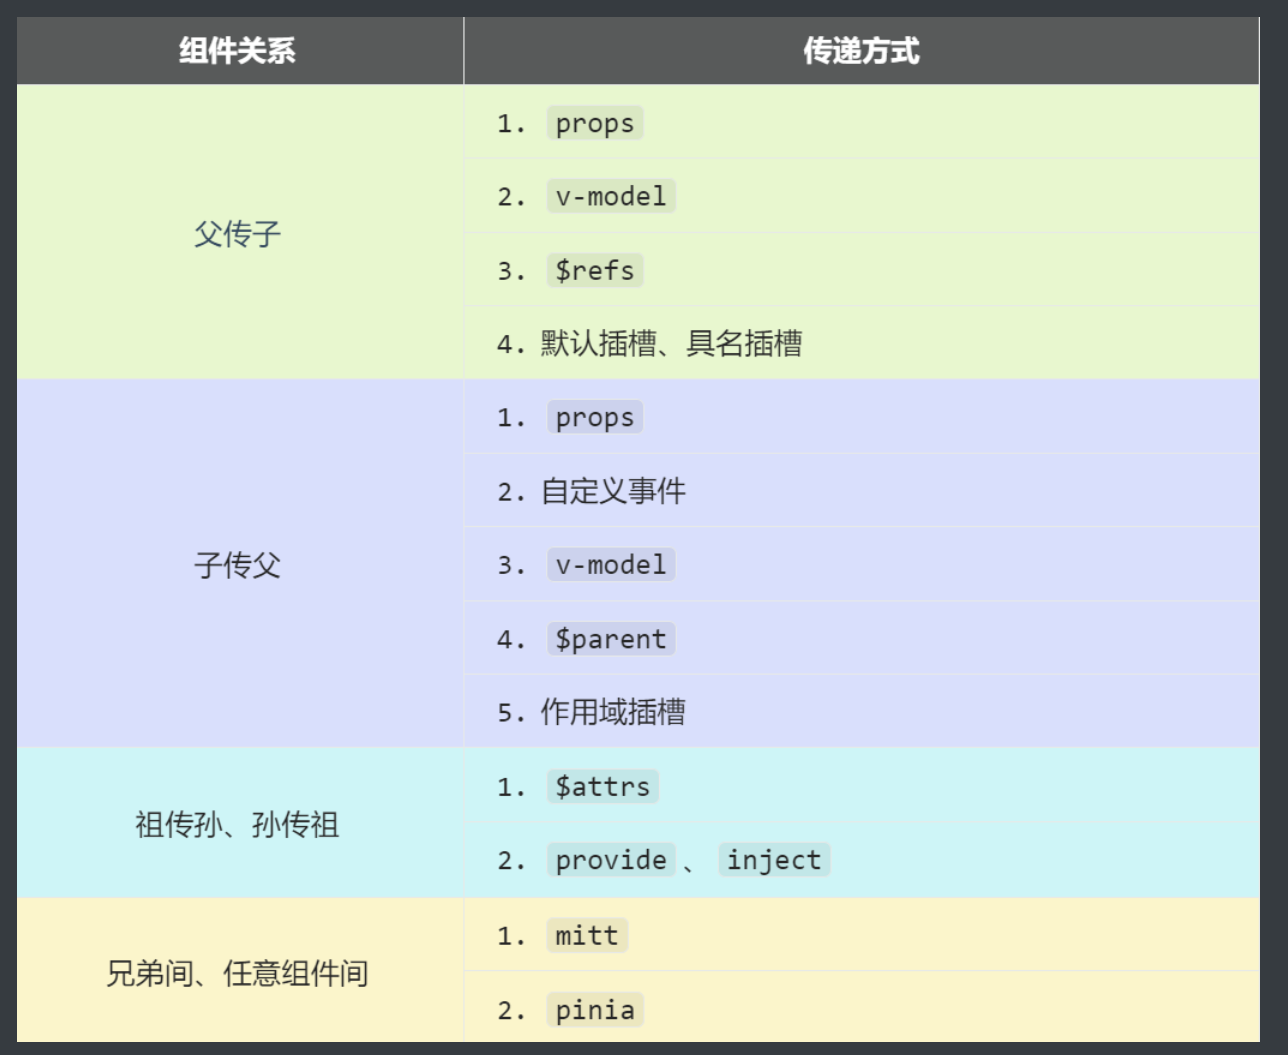 组件关系 传递方式
父传子
1. props
2. v-model
3. $refs
4. 默认插槽、具名插槽
子传父
1. props
2. 自定义事件
3. v-model
4. $parent
5. 作用域插槽
祖传孙、孙传祖
1. $attrs
2. provide、inject
兄弟间、任意组件间
1. mitt
2. pinia